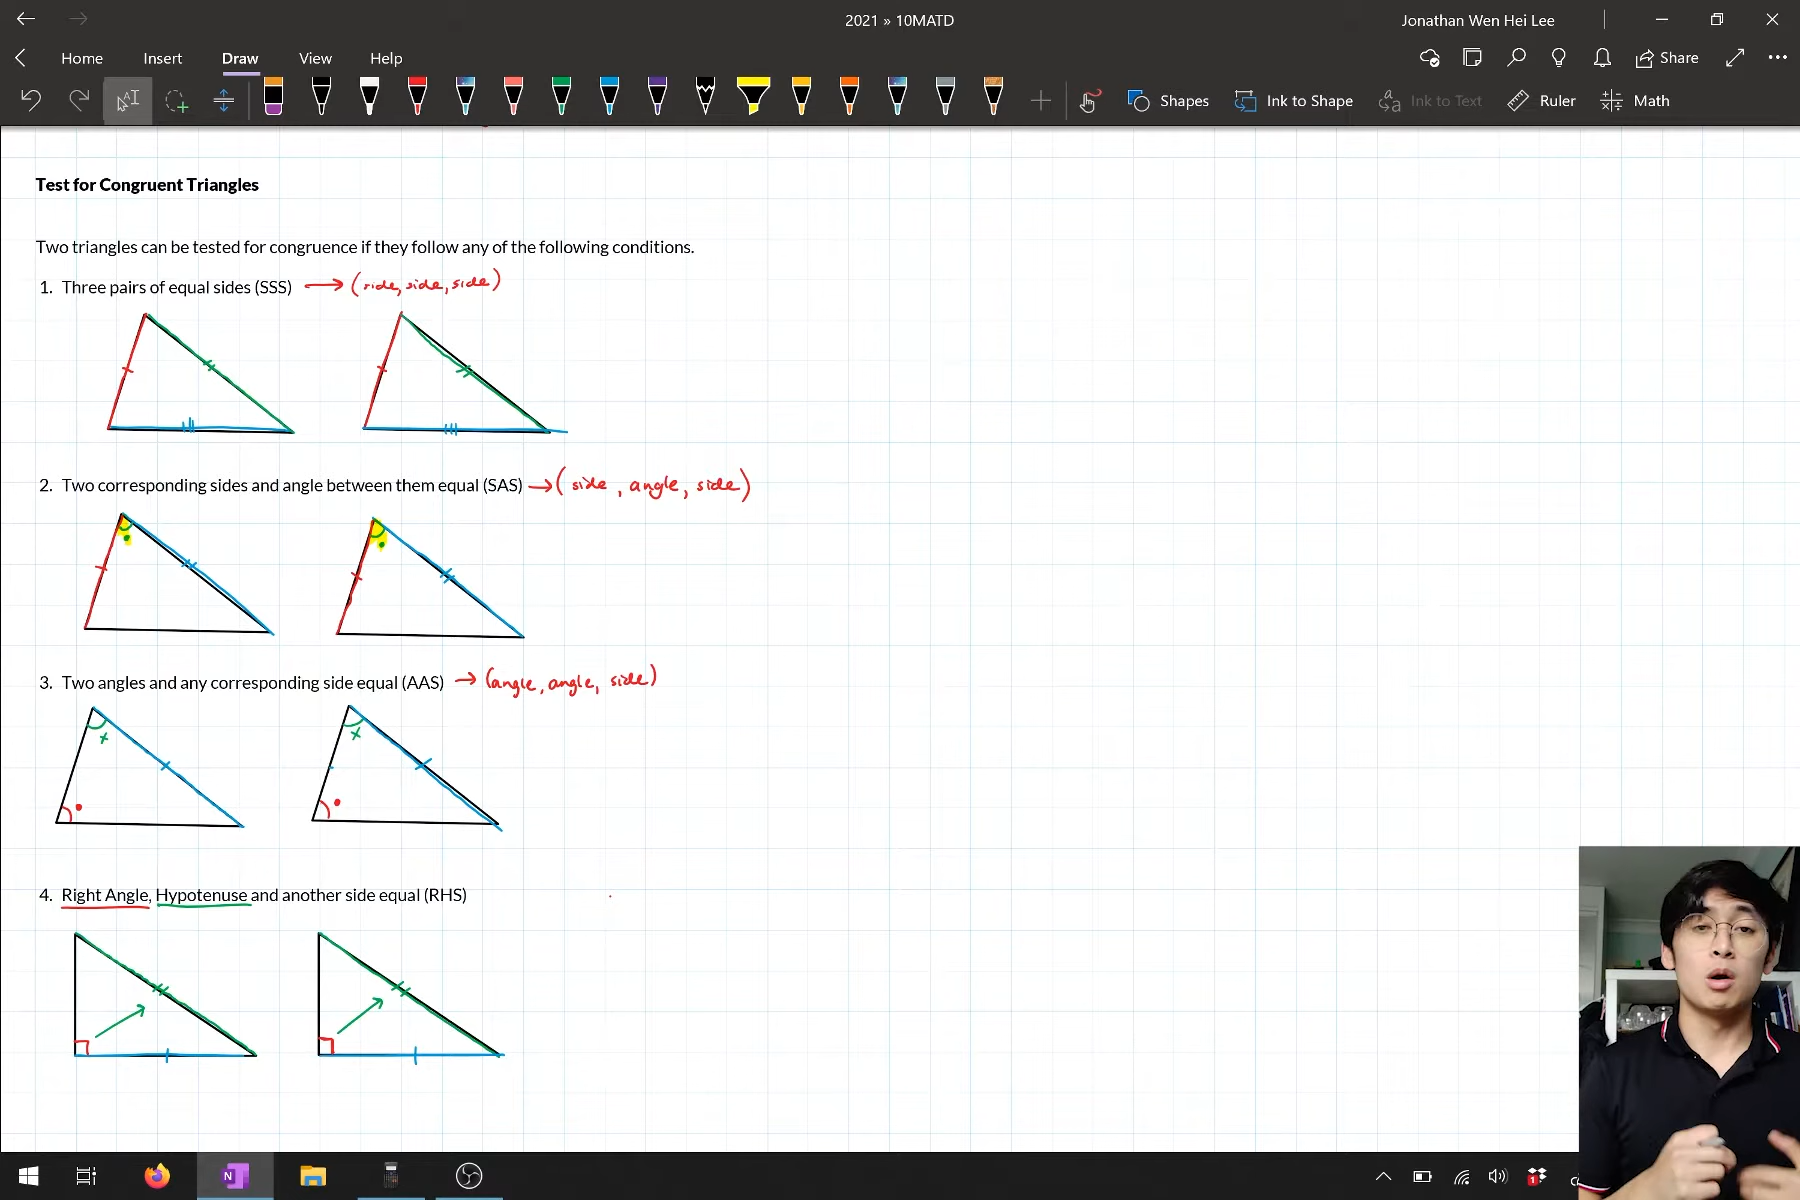 2021 » 10MATD
Jonathan Wen Hei Lee
Home Insert Draw View Help
Share
Shapes Ink to Shape Ink to Text Ruler Math
Test for Congruent Triangles
Two triangles can be tested for congruence if they follow any of the following conditions.
1. Three pairs of equal sides (SSS) → (side, side, side)
2. Two corresponding sides and angle between them equal (SAS) → (side, angle, side)
3. Two angles and any corresponding side equal (AAS) → (angle, angle, side)
x x
4. Right Angle, Hypotenuse and another side equal (RHS)
N
1